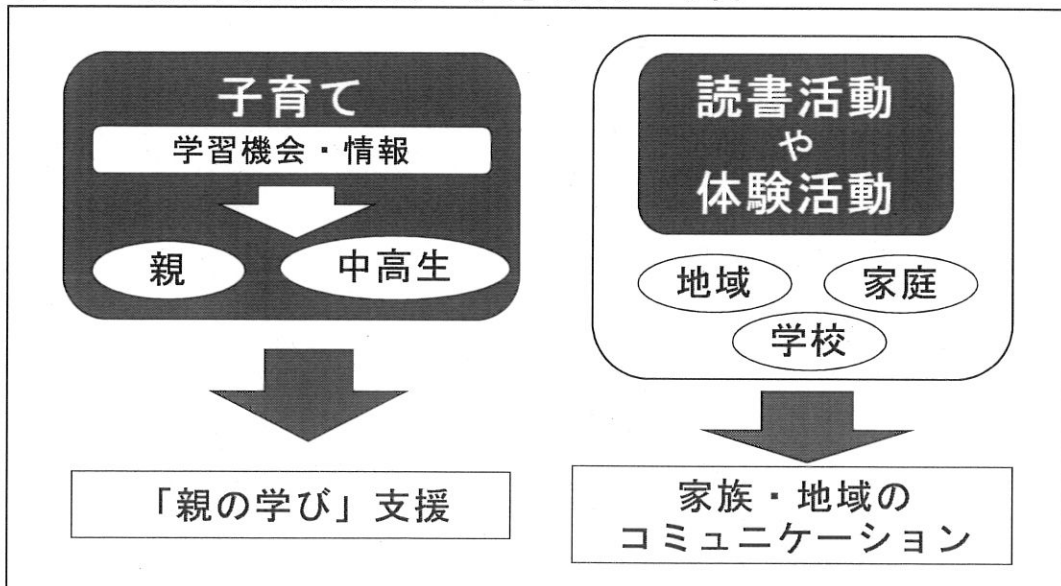 子育て
学習機会・情報
親
中高生
「親の学び」支援
読書活動
や
体験活動
地域
家庭
学校
家族・地域の
コミュニケーション